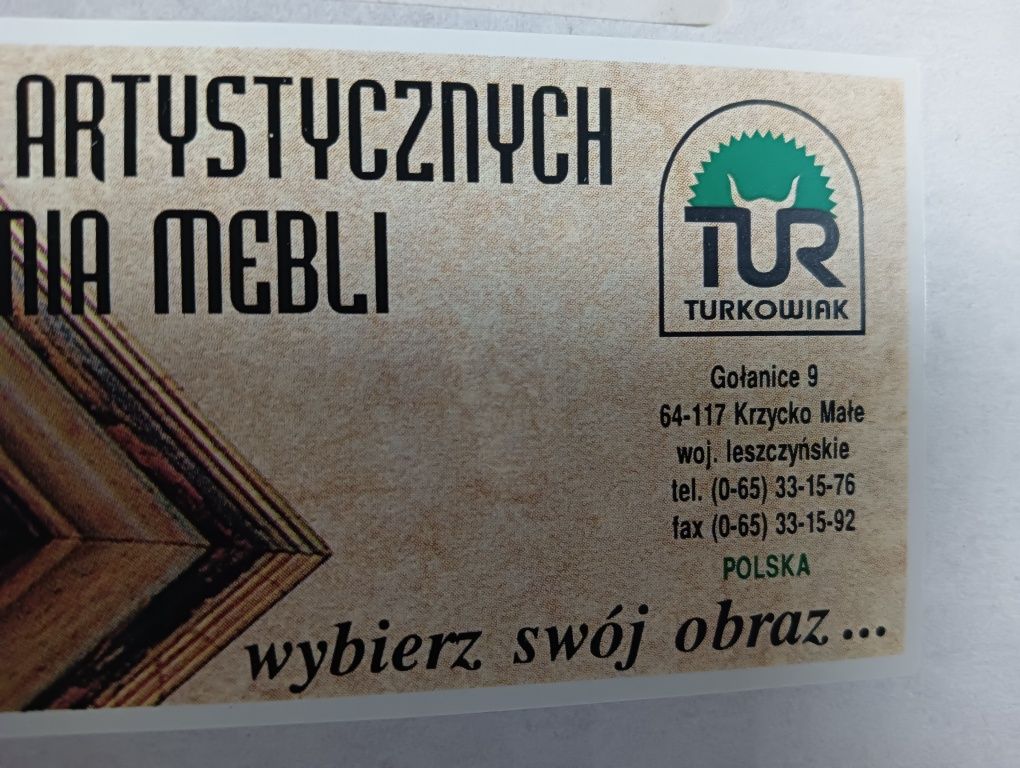 ARTYSTYCZNYCH
NIA MEBLI
TUR
TURKOWIAK
Gołanice 9
64-117 Krzycko Małe
woj. leszczyńskie
tel. (0-65) 33-15-76
fax (0-65) 33-15-92
POLSKA
wybierz swój obraz...